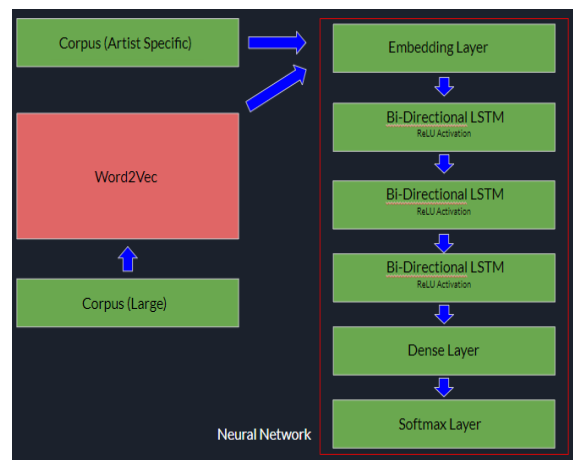 Corpus (Artist Specific)
Word2Vec
Corpus (Large)
Embedding Layer
Bi-Directional LSTM
ReLU Activation
Bi-Directional LSTM
ReLU Activation
Bi-Directional LSTM
ReLU Activation
Dense Layer
Softmax Layer
Neural Network